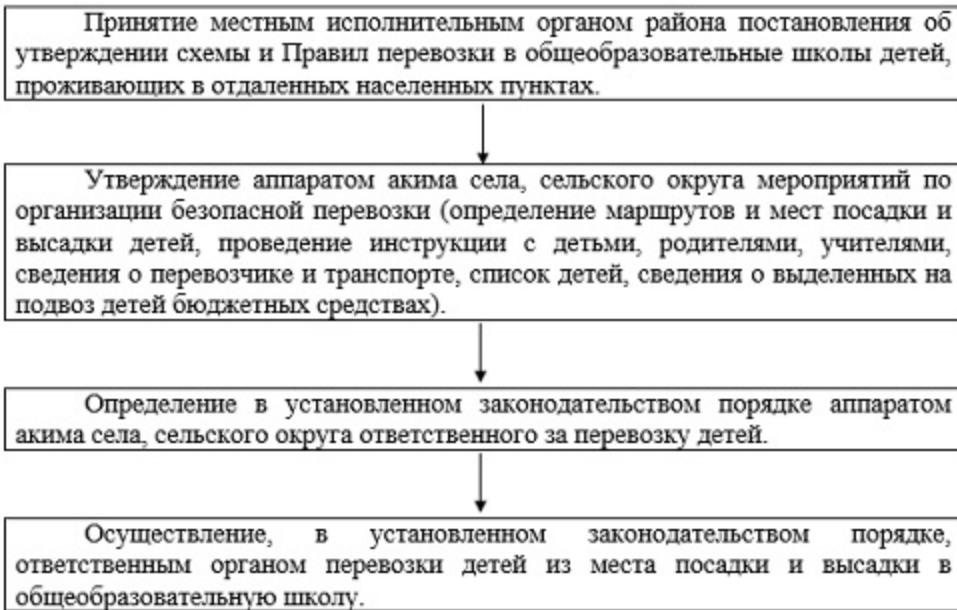 Принятие местным исполнительным органом района постановления об
утверждении схемы и Правил перевозки в общеобразовательные школы детей,
проживающих в отдаленных населенных пунктах.
Утверждение аппаратом акима села, сельского округа мероприятий по
организации безопасной перевозки (определение маршрутов и мест посадки и
высадки детей, проведение инструкции с детьми, родителями, учителями,
сведения о перевозчике и транспорте, список детей, сведения о выделенных на
подвоз детей бюджетных средствах).
Определение в установленном законодательством порядке аппаратом
акима села, сельского округа ответственного за перевозку детей.
Осуществление, в установленном законодательством порядке,
ответственным органом перевозки детей из места посадки и высадки в
общеобразовательную школу.